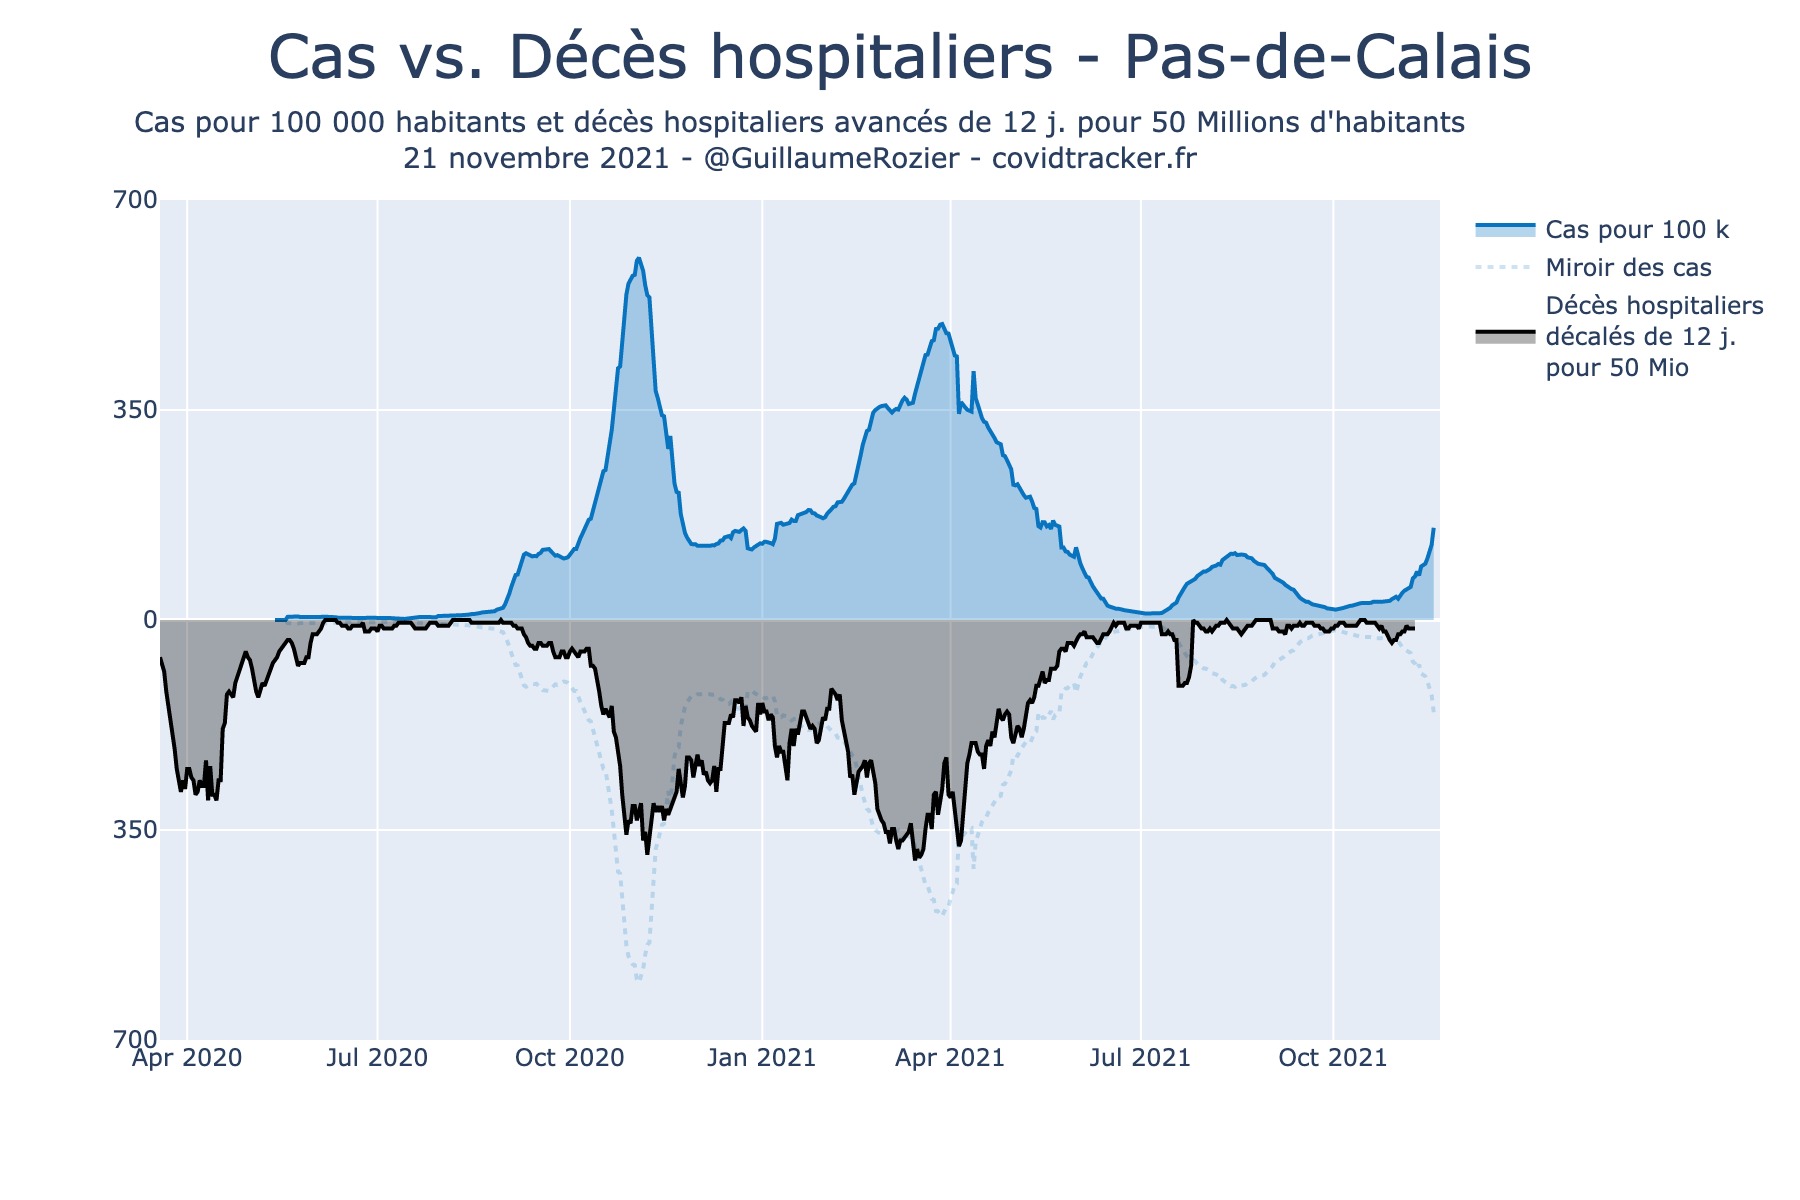 Cas vs. Décès hospitaliers - Pas-de-Calais
Cas pour 100 000 habitants et décès hospitaliers avancés de 12 j. pour 50 Millions d'habitants
21 novembre 2021 - @GuillaumeRozier - covidtracker.fr
700
350
0
350
700
Apr 2020
Jul 2020
Oct 2020
Jan 2021
Apr 2021
Jul 2021
Oct 2021
Cas pour 100 k
Miroir des cas
Décès hospitaliers
décalés de 12 j.
pour 50 Mio